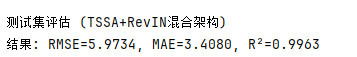 测试集评估 (TSSA+RevIN混合架构)
结果: RMSE=5.9734, MAE=3.4080, R²=0.9963